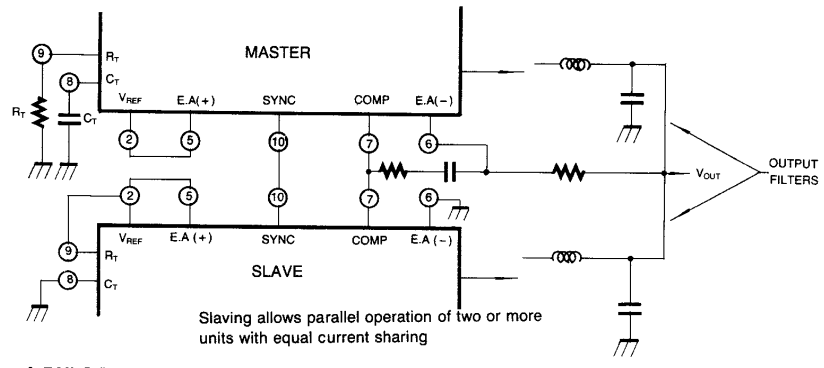 MASTER
9
R_T
C_T
8
R_T
C_T
V_REF
E.A(+)
SYNC
COMP
E.A(−)
2
5
10
7
6
V_OUT
OUTPUT
FILTERS
2
5
10
7
6
V_REF
E.A(+)
SYNC
COMP
E.A(−)
9
R_T
8
C_T
SLAVE
Slaving allows parallel operation of two or more
units with equal current sharing